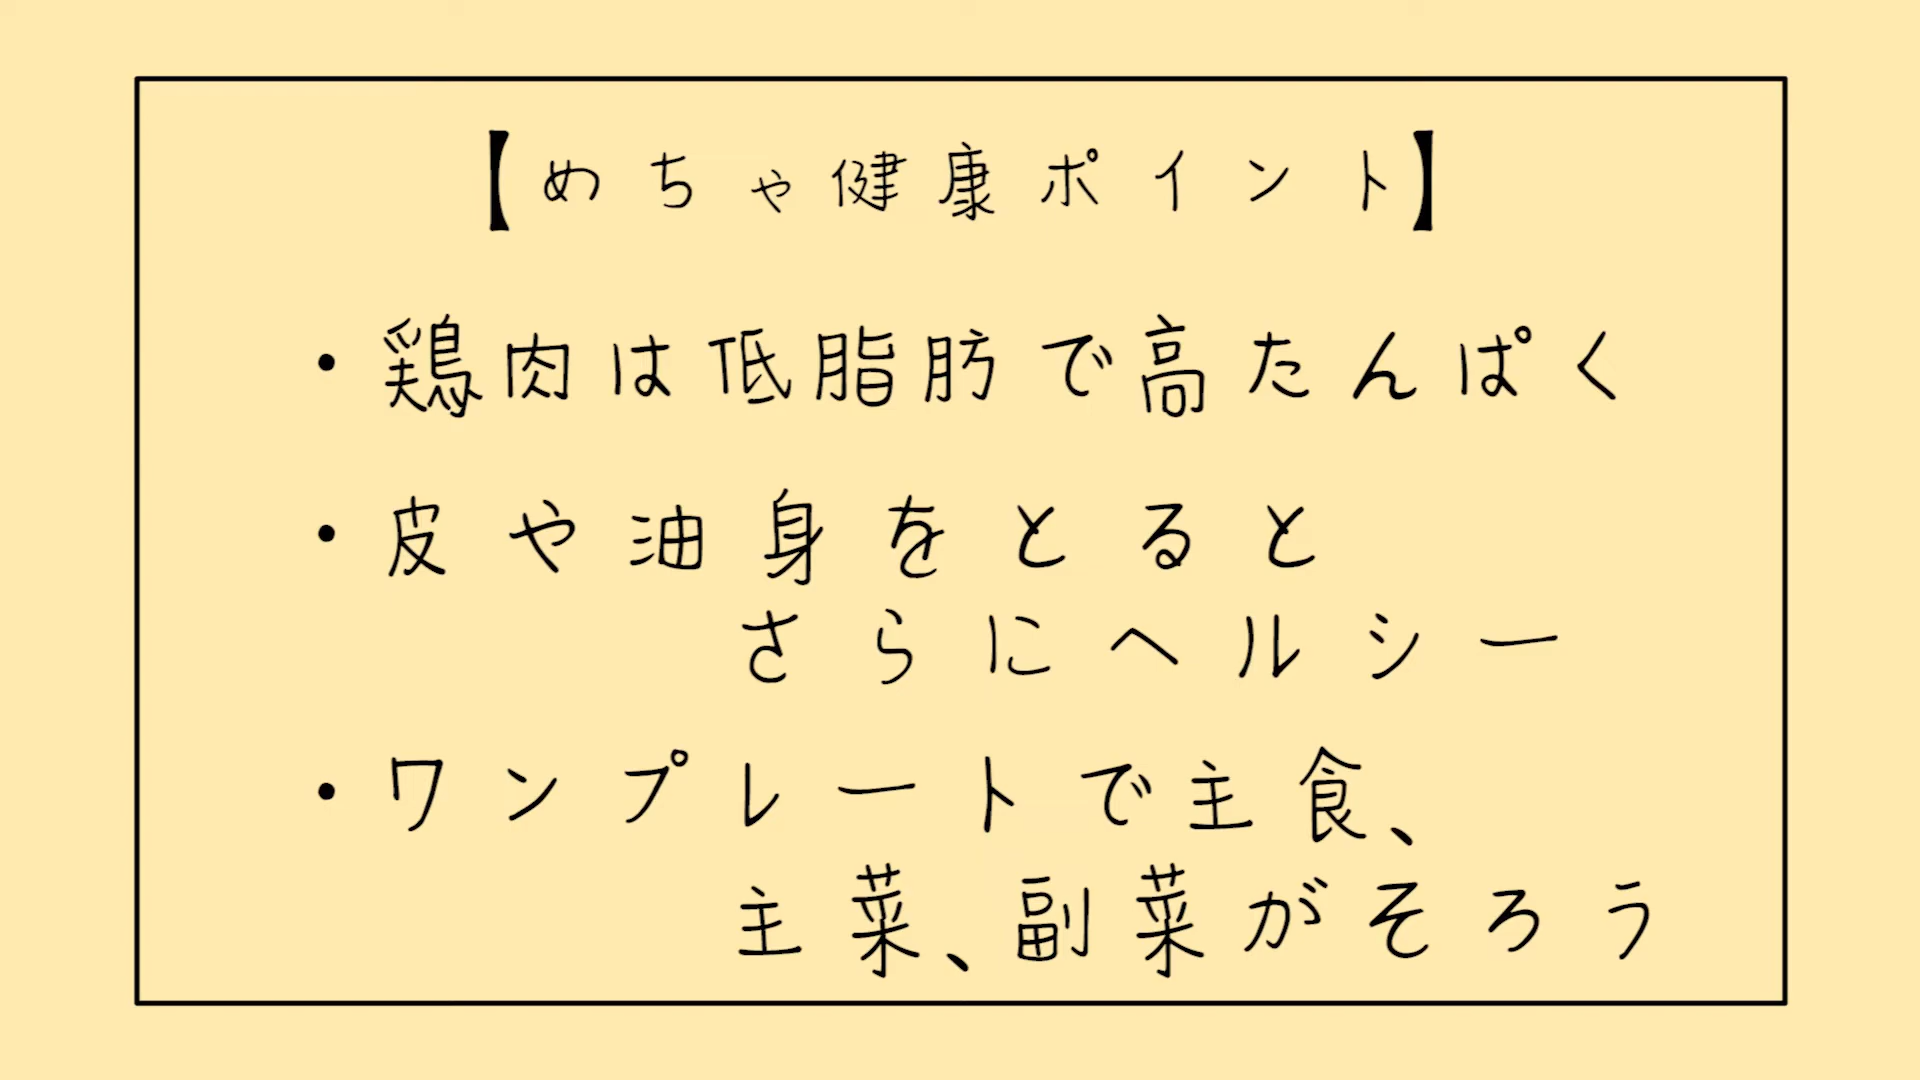 【めちゃ健康ポイント】
・鶏肉は低脂肪で高たんぱく
・皮や油身をとると
さらにヘルシー
・ワンプレートで主食、
主菜、副菜がそろう